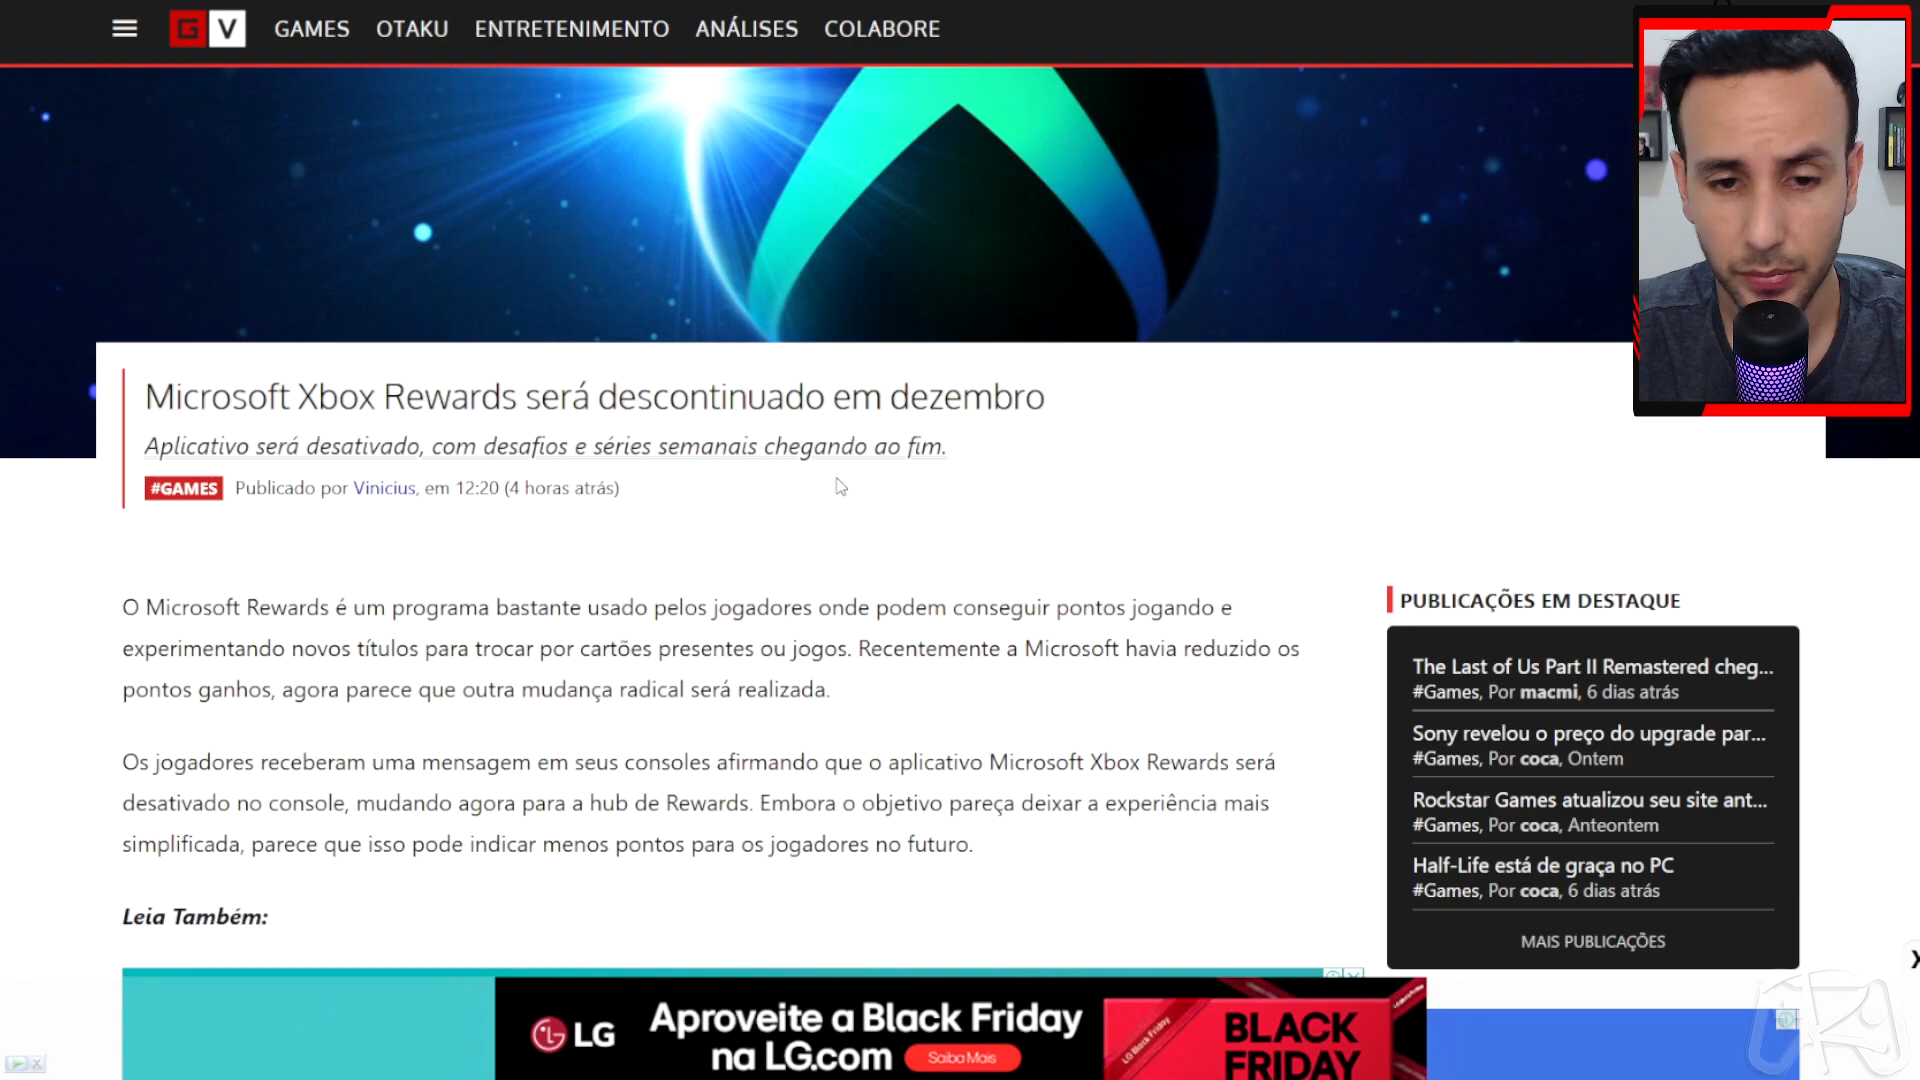 GV GAMES OTAKU ENTRETENIMENTO ANÁLISES COLABORE
Microsoft Xbox Rewards será descontinuado em dezembro
Aplicativo será desativado, com desafios e séries semanais chegando ao fim.
#GAMES Publicado por Vinicius, em 12:20 (4 horas atrás)
O Microsoft Rewards é um programa bastante usado pelos jogadores onde podem conseguir pontos jogando e
experimentando novos títulos para trocar por cartões presentes ou jogos. Recentemente a Microsoft havia reduzido os
pontos ganhos, agora parece que outra mudança radical será realizada.
Os jogadores receberam uma mensagem em seus consoles afirmando que o aplicativo Microsoft Xbox Rewards será
desativado no console, mudando agora para a hub de Rewards. Embora o objetivo pareça deixar a experiência mais
simplificada, parece que isso pode indicar menos pontos para os jogadores no futuro.
Leia Também:
PUBLICAÇÕES EM DESTAQUE
The Last of Us Part II Remastered cheg...
#Games, Por macmi, 6 dias atrás
Sony revelou o preço do upgrade par...
#Games, Por coca, Ontem
Rockstar Games atualizou seu site ant...
#Games, Por coca, Anteontem
Half-Life está de graça no PC
#Games, Por coca, 6 dias atrás
MAIS PUBLICAÇÕES
LG
Aproveite a Black Friday
na LG.com Saiba Mais
LG Black Friday
BLACK
FRIDAY